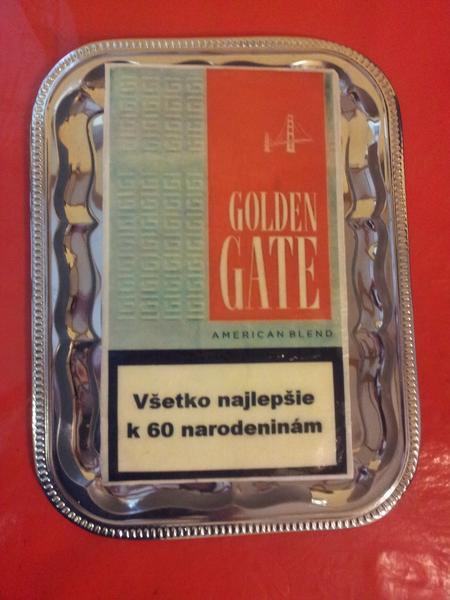 GOLDEN
GATE
AMERICAN BLEND
Všetko najlepšie
k 60 narodeninám